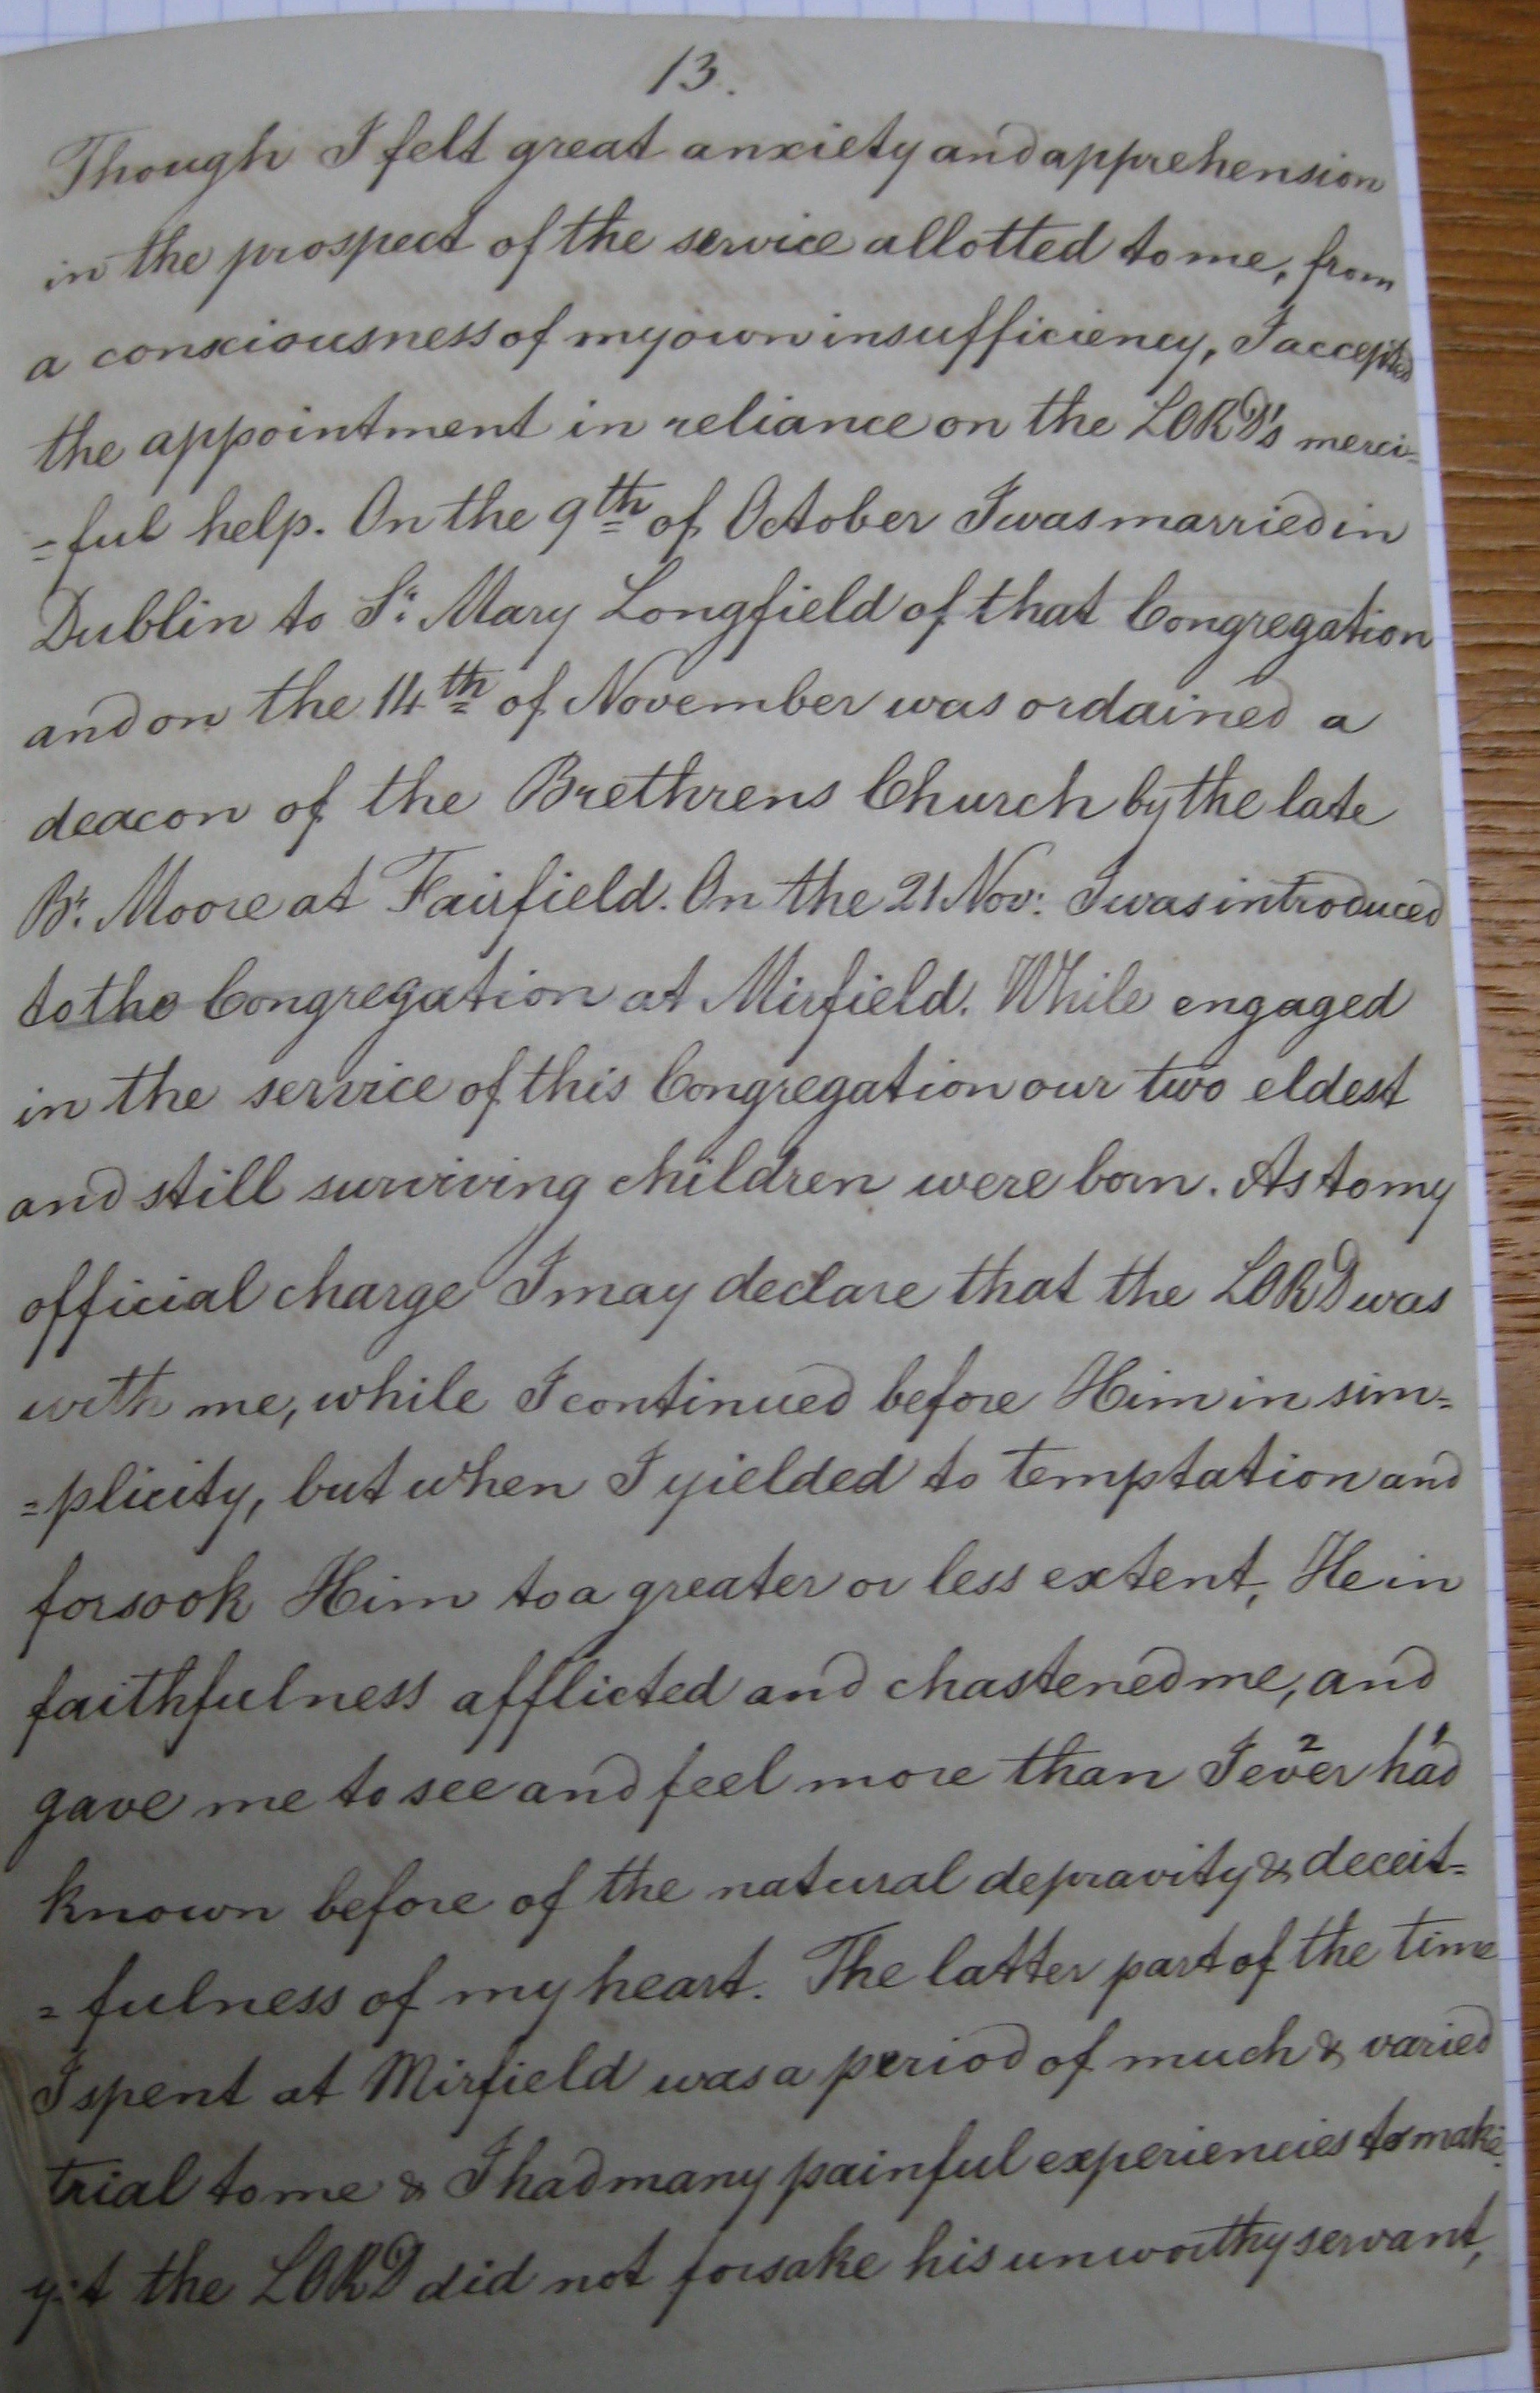 13.
Though I felt great anxiety and apprehension
in the prospect of the service allotted to me, from
a consciousness of my own insufficiency, I accepted
the appointment in reliance on the LORD's merci=
=ful help. On the 9th of October I was married in
Dublin to Sr. Mary Longfield of that Congregation
and on the 14th of November was ordained a
deacon of the Brethrens Church by the late
Br. Moore at Fairfield. On the 21 Nov: I was introduced
to the Congregation at Mirfield. While engaged
in the service of this Congregation our two eldest
and still surviving children were born. As to my
official charge I may declare that the LORD was
with me, while I continued before Him in sim=
=plicity, but when I yielded to temptation and
forsook Him to a greater or less extent, He in
faithfulness afflicted and chastened me, and
gave me to see and feel more than I ever 2 had 1
known before of the natural depravity & deceit=
=fulness of my heart. The latter part of the time
I spent at Mirfield was a period of much & varied
trial to me & I had many painful experiencies to make.
yet the LORD did not forsake his unworthy servant,